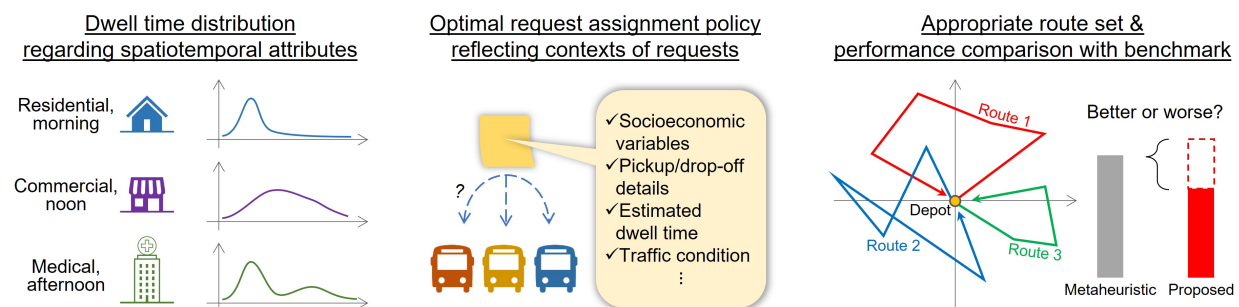 Dwell time distribution
regarding spatiotemporal attributes
Residential,
morning
Commercial,
noon
Medical,
afternoon
Optimal request assignment policy
reflecting contexts of requests
?
✓Socioeconomic
variables
✓Pickup/drop-off
details
✓Estimated
dwell time
✓Traffic condition
⋮
Appropriate route set &
performance comparison with benchmark
Route 1
Depot
Route 2
Route 3
Better or worse?
Metaheuristic
Proposed